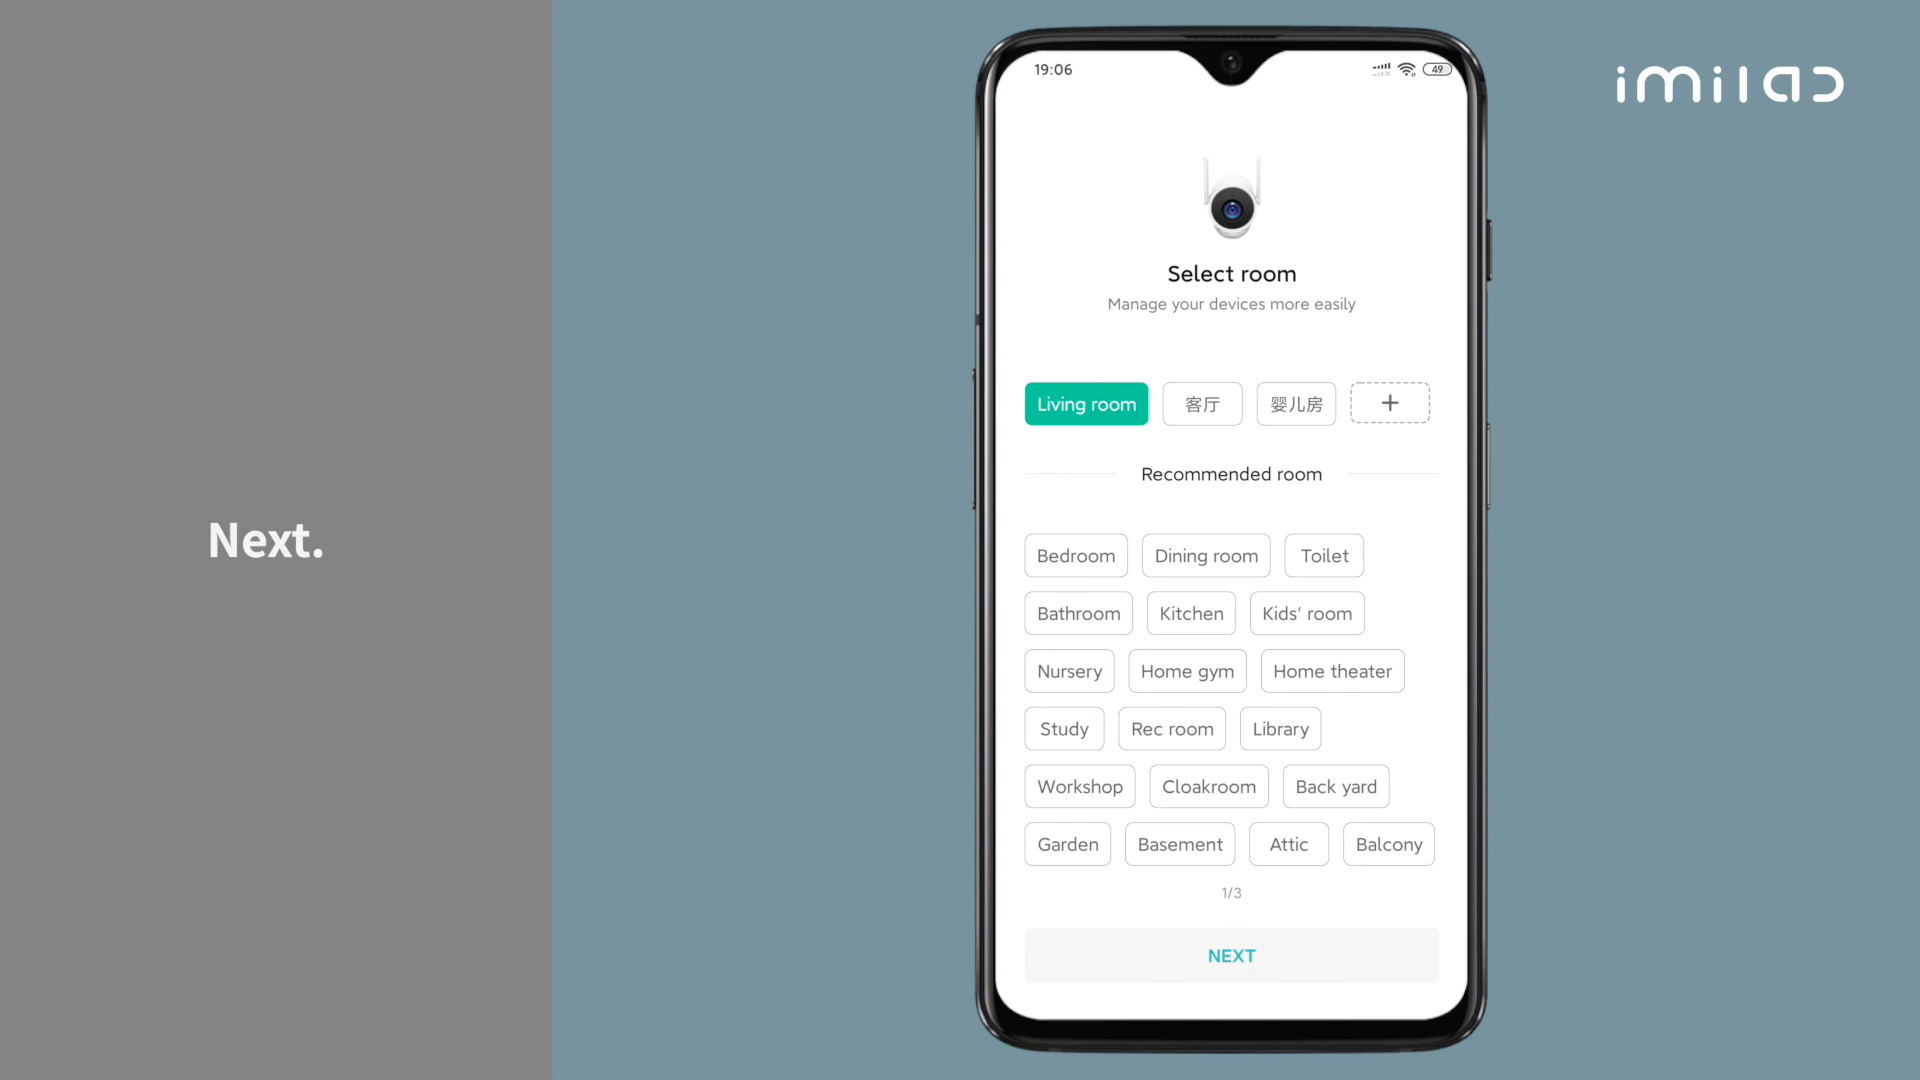 Next.
19:06
49
imilab
Select room
Manage your devices more easily
Living room 客厅 婴儿房 +
Recommended room
Bedroom Dining room Toilet
Bathroom Kitchen Kids' room
Nursery Home gym Home theater
Study Rec room Library
Workshop Cloakroom Back yard
Garden Basement Attic Balcony
1/3
NEXT